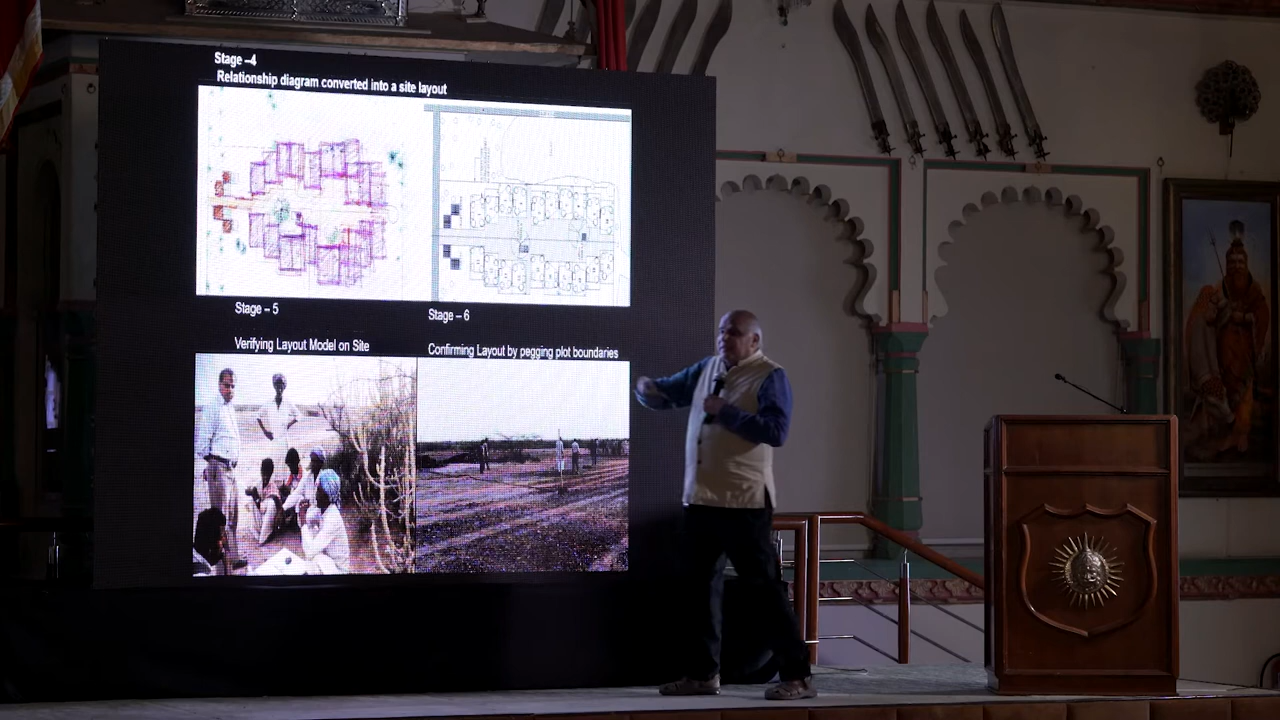 Stage –4
Relationship diagram converted into a site layout
Stage – 5
Stage – 6
Verifying Layout Model on Site
Confirming Layout by pegging plot boundaries